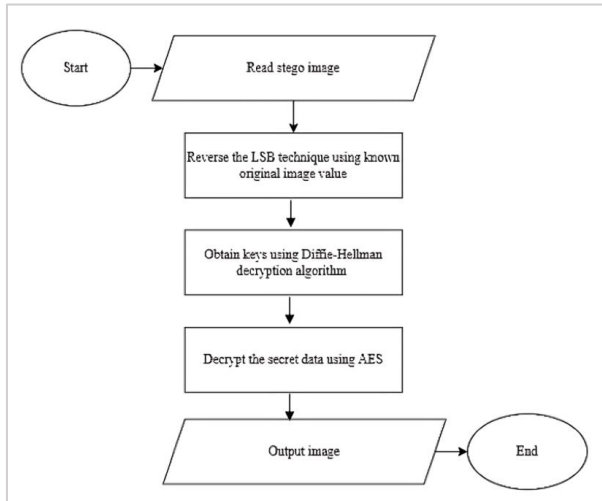 Start
Read stego image
Reverse the LSB technique using known
original image value
Obtain keys using Diffie-Hellman
decryption algorithm
Decrypt the secret data using AES
Output image
End